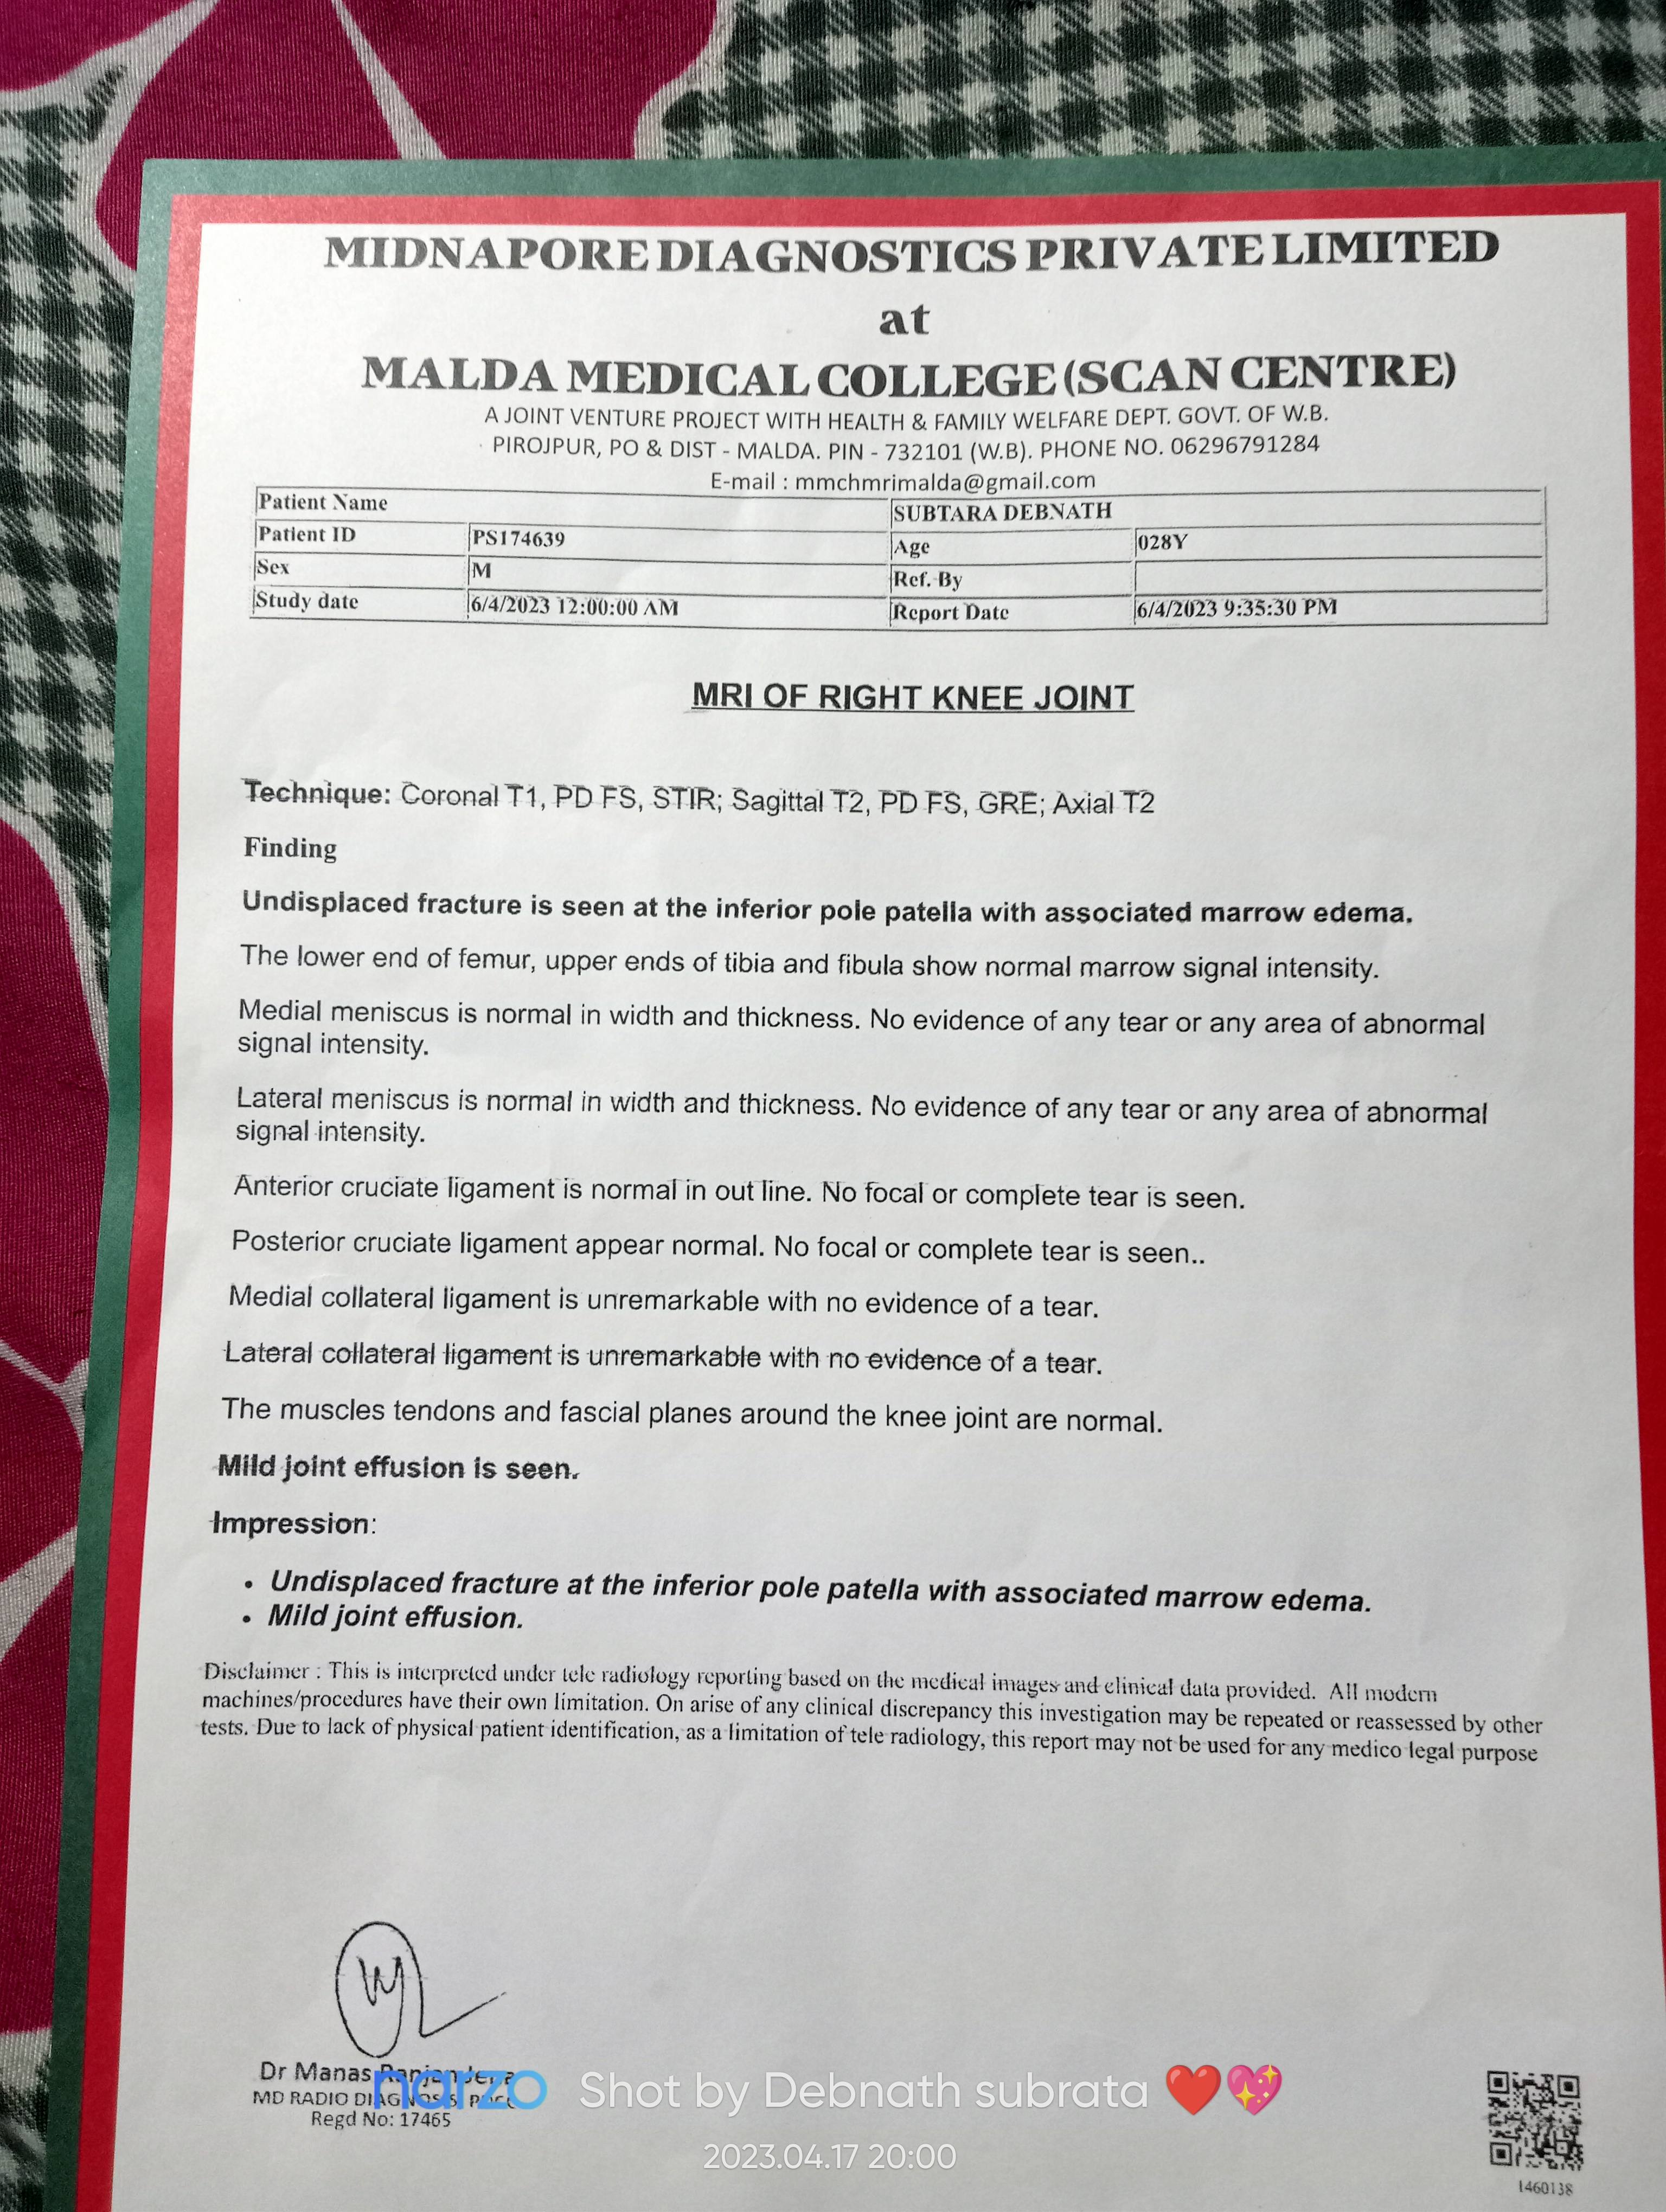 MIDNAPORE DIAGNOSTICS PRIVATE LIMITED
at
MALDA MEDICAL COLLEGE (SCAN CENTRE)
A JOINT VENTURE PROJECT WITH HEALTH & FAMILY WELFARE DEPT. GOVT. OF W.B.
PIROJPUR, PO & DIST - MALDA. PIN - 732101 (W.B). PHONE NO. 06296791284
E-mail : mmchmrimalda@gmail.com
Patient Name SUBTARA DEBNATH
Patient ID PS174639 Age 028Y
Sex M Ref. By
Study date 6/4/2023 12:00:00 AM Report Date 6/4/2023 9:35:30 PM
MRI OF RIGHT KNEE JOINT
Technique: Coronal T1, PD FS, STIR; Sagittal T2, PD FS, GRE; Axial T2
Finding
Undisplaced fracture is seen at the inferior pole patella with associated marrow edema.
The lower end of femur, upper ends of tibia and fibula show normal marrow signal intensity.
Medial meniscus is normal in width and thickness. No evidence of any tear or any area of abnormal
signal intensity.
Lateral meniscus is normal in width and thickness. No evidence of any tear or any area of abnormal
signal intensity.
Anterior cruciate ligament is normal in out line. No focal or complete tear is seen.
Posterior cruciate ligament appear normal. No focal or complete tear is seen..
Medial collateral ligament is unremarkable with no evidence of a tear.
Lateral collateral ligament is unremarkable with no evidence of a tear.
The muscles tendons and fascial planes around the knee joint are normal.
Mild joint effusion is seen.
Impression:
• Undisplaced fracture at the inferior pole patella with associated marrow edema.
• Mild joint effusion.
Disclaimer : This is interpreted under tele radiology reporting based on the medical images and clinical data provided. All modern
machines/procedures have their own limitation. On arise of any clinical discrepancy this investigation may be repeated or reassessed by other
tests. Due to lack of physical patient identification, as a limitation of tele radiology, this report may not be used for any medico legal purpose
Dr Manas Ranjan
MD RADIO DIAGNOSIS
Regd No: 17465
narzo Shot by Debnath subrata ❤️💖
2023.04.17 20:00
1460138